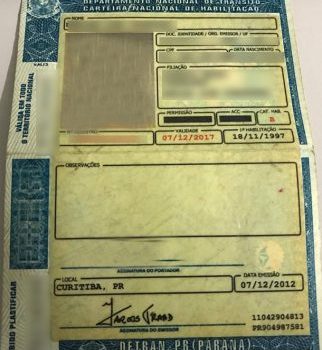 DEPARTAMENTO NACIONAL DE TRÂNSITO
CARTEIRA NACIONAL DE HABILITAÇÃO
NOME
DOC. IDENTIDADE / ORG. EMISSOR / UF
CPF
DATA NASCIMENTO
FILIAÇÃO
PERMISSÃO
ACC
CAT. HAB.
B
VALIDADE
1ª HABILITAÇÃO
07/12/2017
18/11/1997
VÁLIDA EM TODO
O TERRITÓRIO NACIONAL
OBSERVAÇÕES
ASSINATURA DO PORTADOR
LOCAL
DATA EMISSÃO
CURITIBA, PR
07/12/2012
11042904813
PR904987581
ASSINATURA DO EMISSOR
DETRAN PR (PARANÁ)
PLASTIFICAR